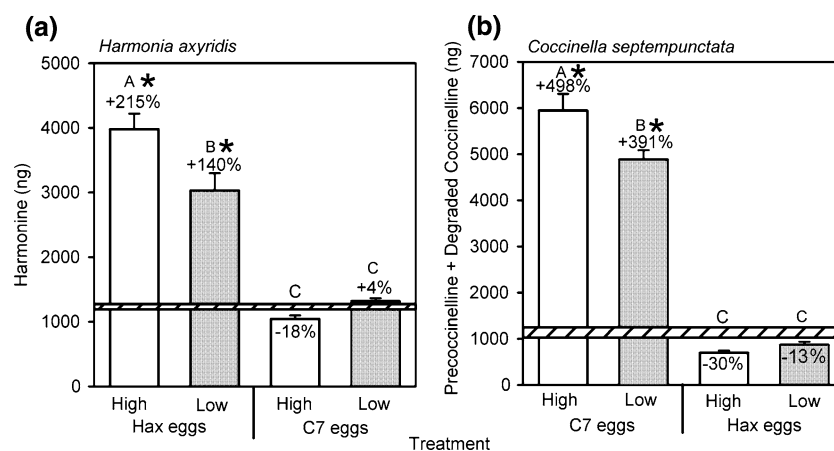 (a) Harmonia axyridis
Harmonine (ng)
5000
4000
3000
2000
1000
0
A *
+215%
B *
+140%
C
-18%
C
+4%
High Low High Low
Hax eggs C7 eggs
(b) Coccinella septempunctata
Precoccinelline + Degraded Coccinelline (ng)
7000
6000
5000
4000
3000
2000
1000
0
A *
+498%
B *
+391%
C
-30%
C
-13%
High Low High Low
C7 eggs Hax eggs
Treatment